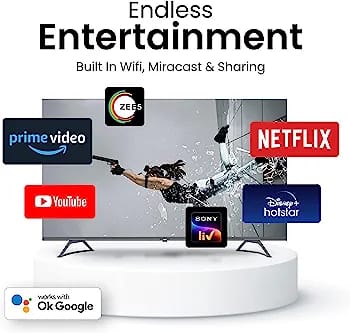 Endless
Entertainment
Built In Wifi, Miracast & Sharing
ZEE5
prime video
NETFLIX
YouTube
SONY
liv
Disney+
hotstar
works with
Ok Google